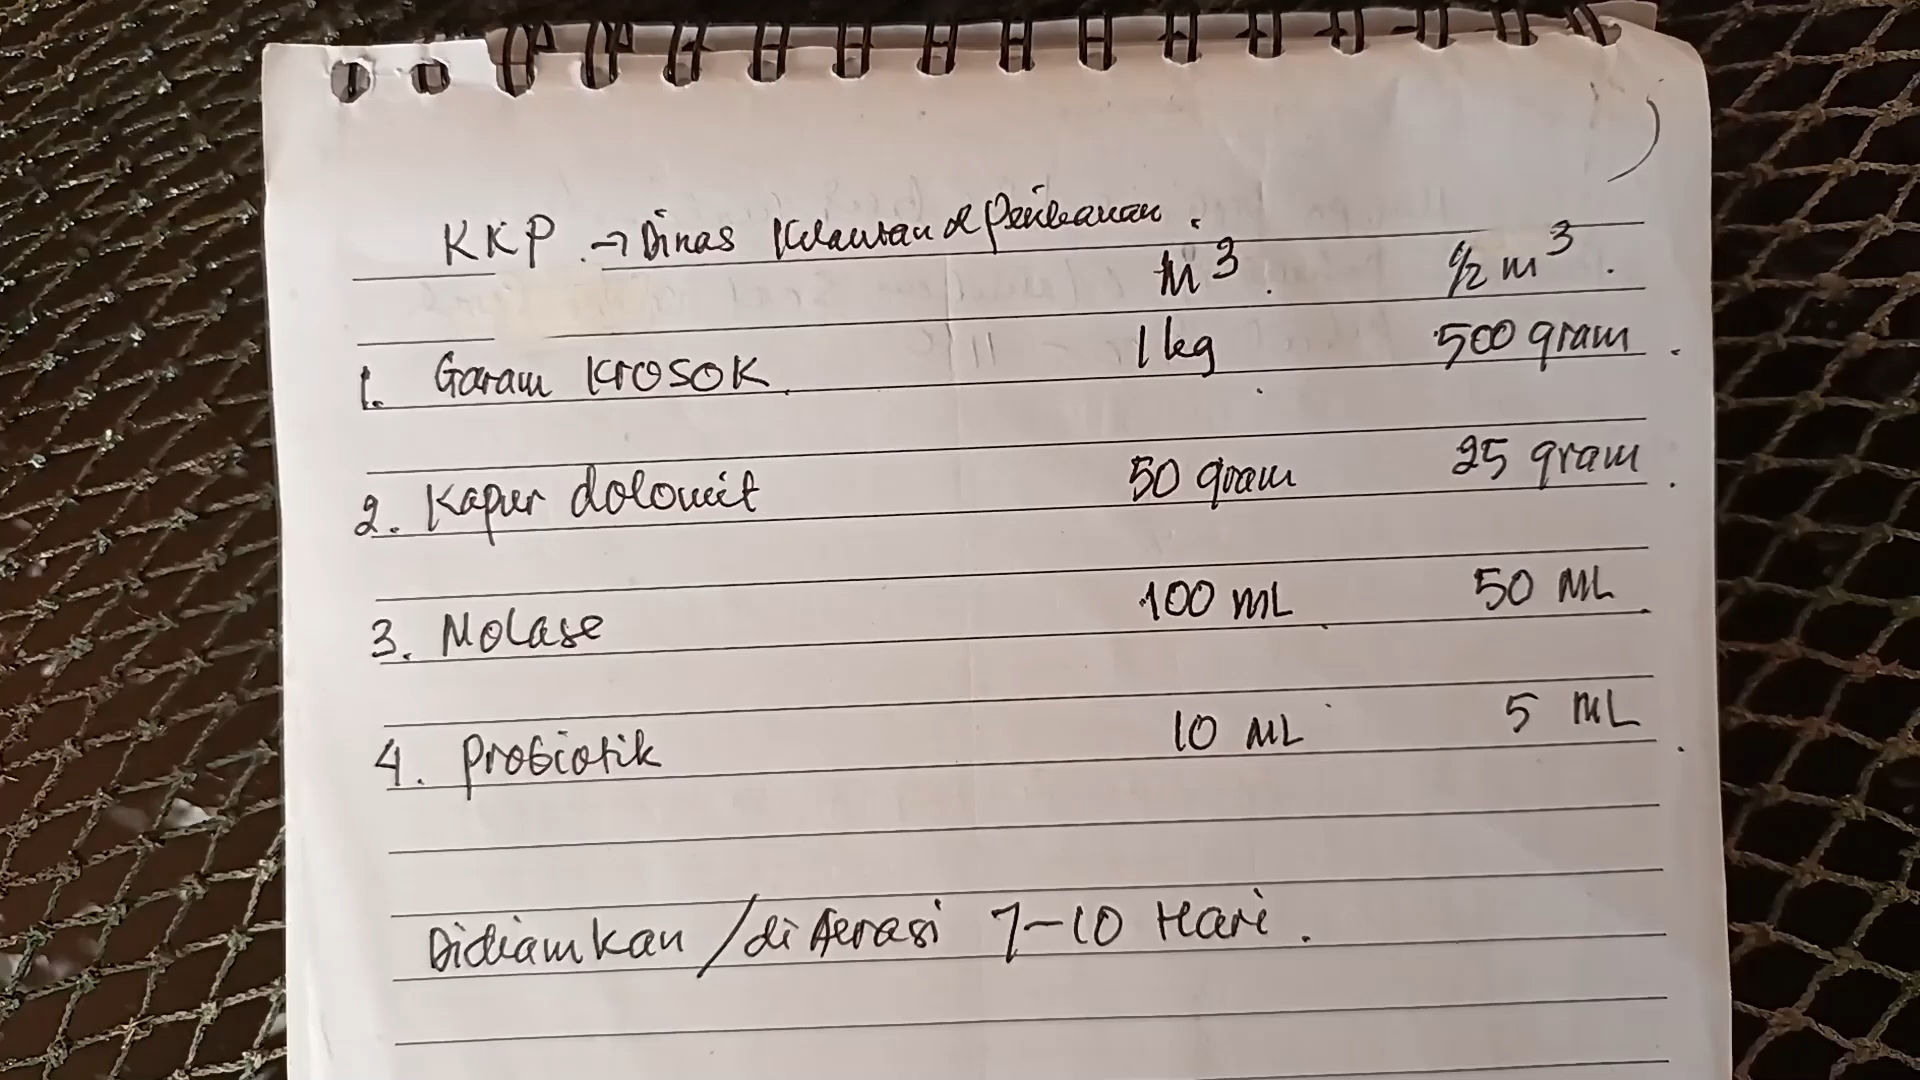 KKP → Dinas Kelautan & Perikanan.
M³. ½ m³.
1. Garam Krosok 1 kg 500 gram
2. Kapur dolomit 50 gram 25 gram
3. Molase 100 mL 50 mL
4. Probiotik 10 mL 5 mL
Didiamkan/di Aerasi 7-10 Hari.